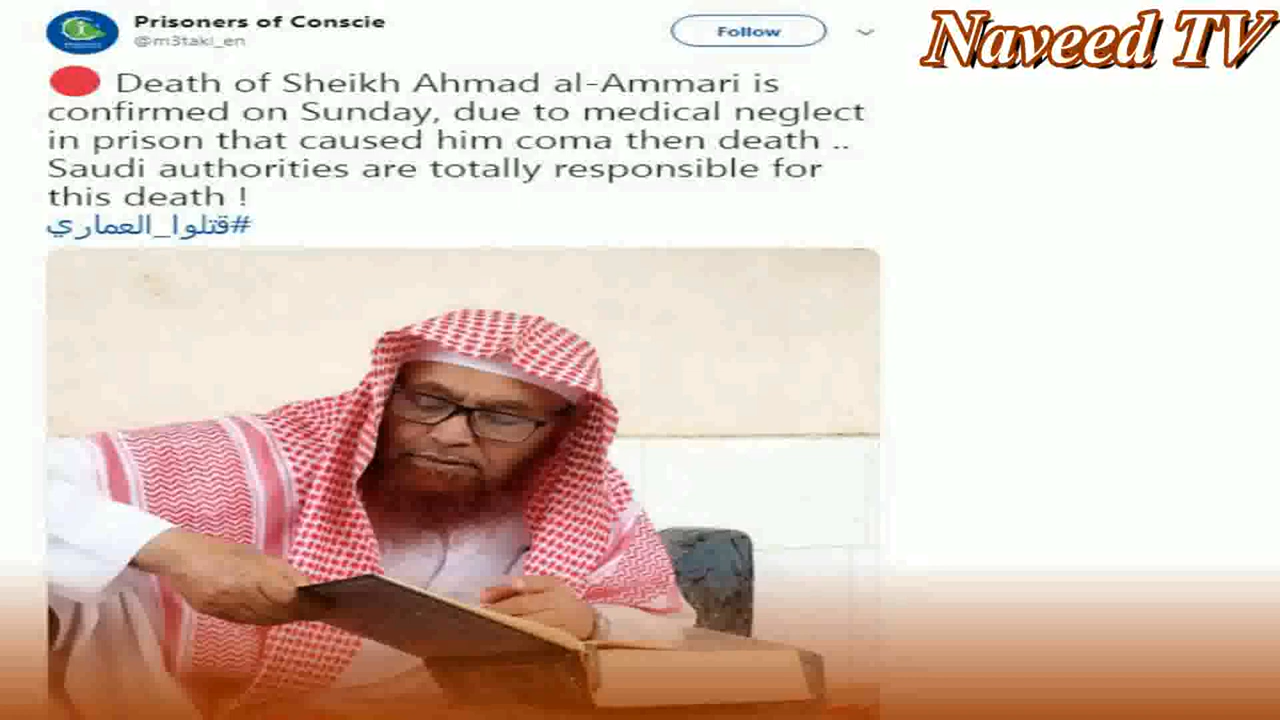 Prisoners of Conscie
Naveed TV
@m3takl_en
Follow
Death of Sheikh Ahmad al-Ammari is
confirmed on Sunday, due to medical neglect
in prison that caused him coma then death ..
Saudi authorities are totally responsible for
this death !
#قتلوا_العماري